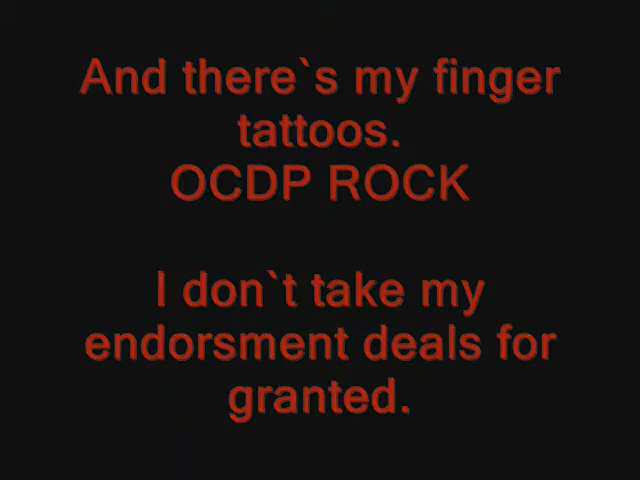 And there`s my finger
tattoos.
OCDP ROCK
I don`t take my
endorsment deals for
granted.